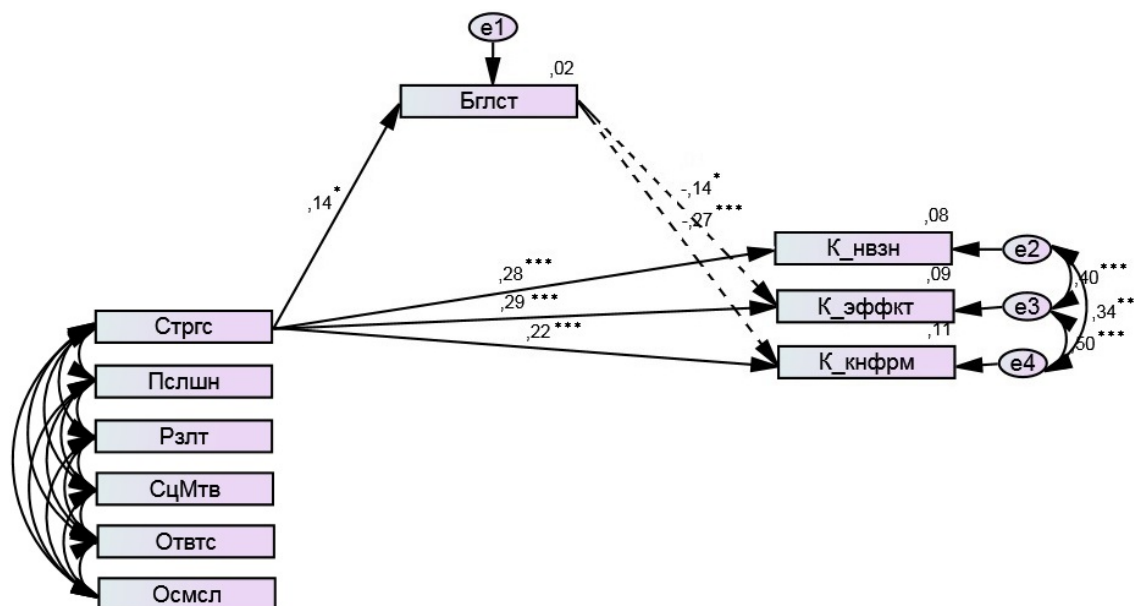 e1
,02
Бглст
,14*
-,14*
-,27***
,08
К_нвзн
e2
,28***
,40***
,09
,29***
К_эффкт
e3
,34**
Стргс
,22***
,11
,50***
К_кнфрм
e4
Пслшн
Рзлт
СцМтв
Отвтс
Осмсл